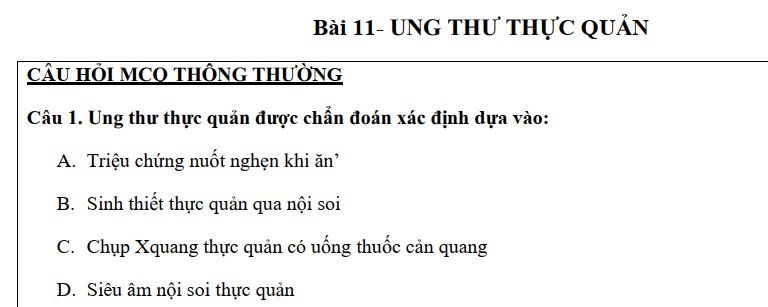 Bài 11- UNG THƯ THỰC QUẢN
CÂU HỎI MCQ THÔNG THƯỜNG
Câu 1. Ung thư thực quản được chẩn đoán xác định dựa vào:
A. Triệu chứng nuốt nghẹn khi ăn’
B. Sinh thiết thực quản qua nội soi
C. Chụp Xquang thực quản có uống thuốc cản quang
D. Siêu âm nội soi thực quản